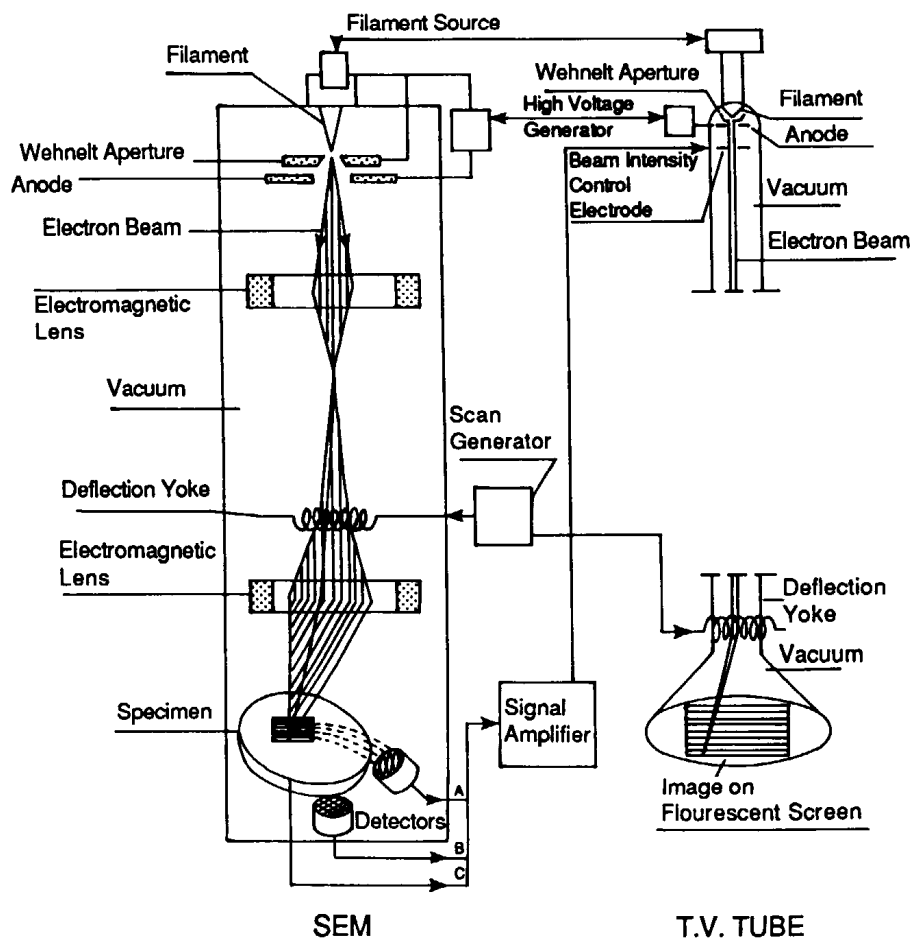 Filament Source
Filament
Wehnelt Aperture
Anode
Electron Beam
Electromagnetic
Lens
Vacuum
Deflection Yoke
Electromagnetic
Lens
Specimen
Detectors
A
B
C
SEM
High Voltage
Generator
Scan
Generator
Signal
Amplifier
Wehnelt Aperture
Filament
Anode
Beam Intensity
Control
Electrode
Vacuum
Electron Beam
Deflection
Yoke
Vacuum
Image on
Flourescent Screen
T.V. TUBE